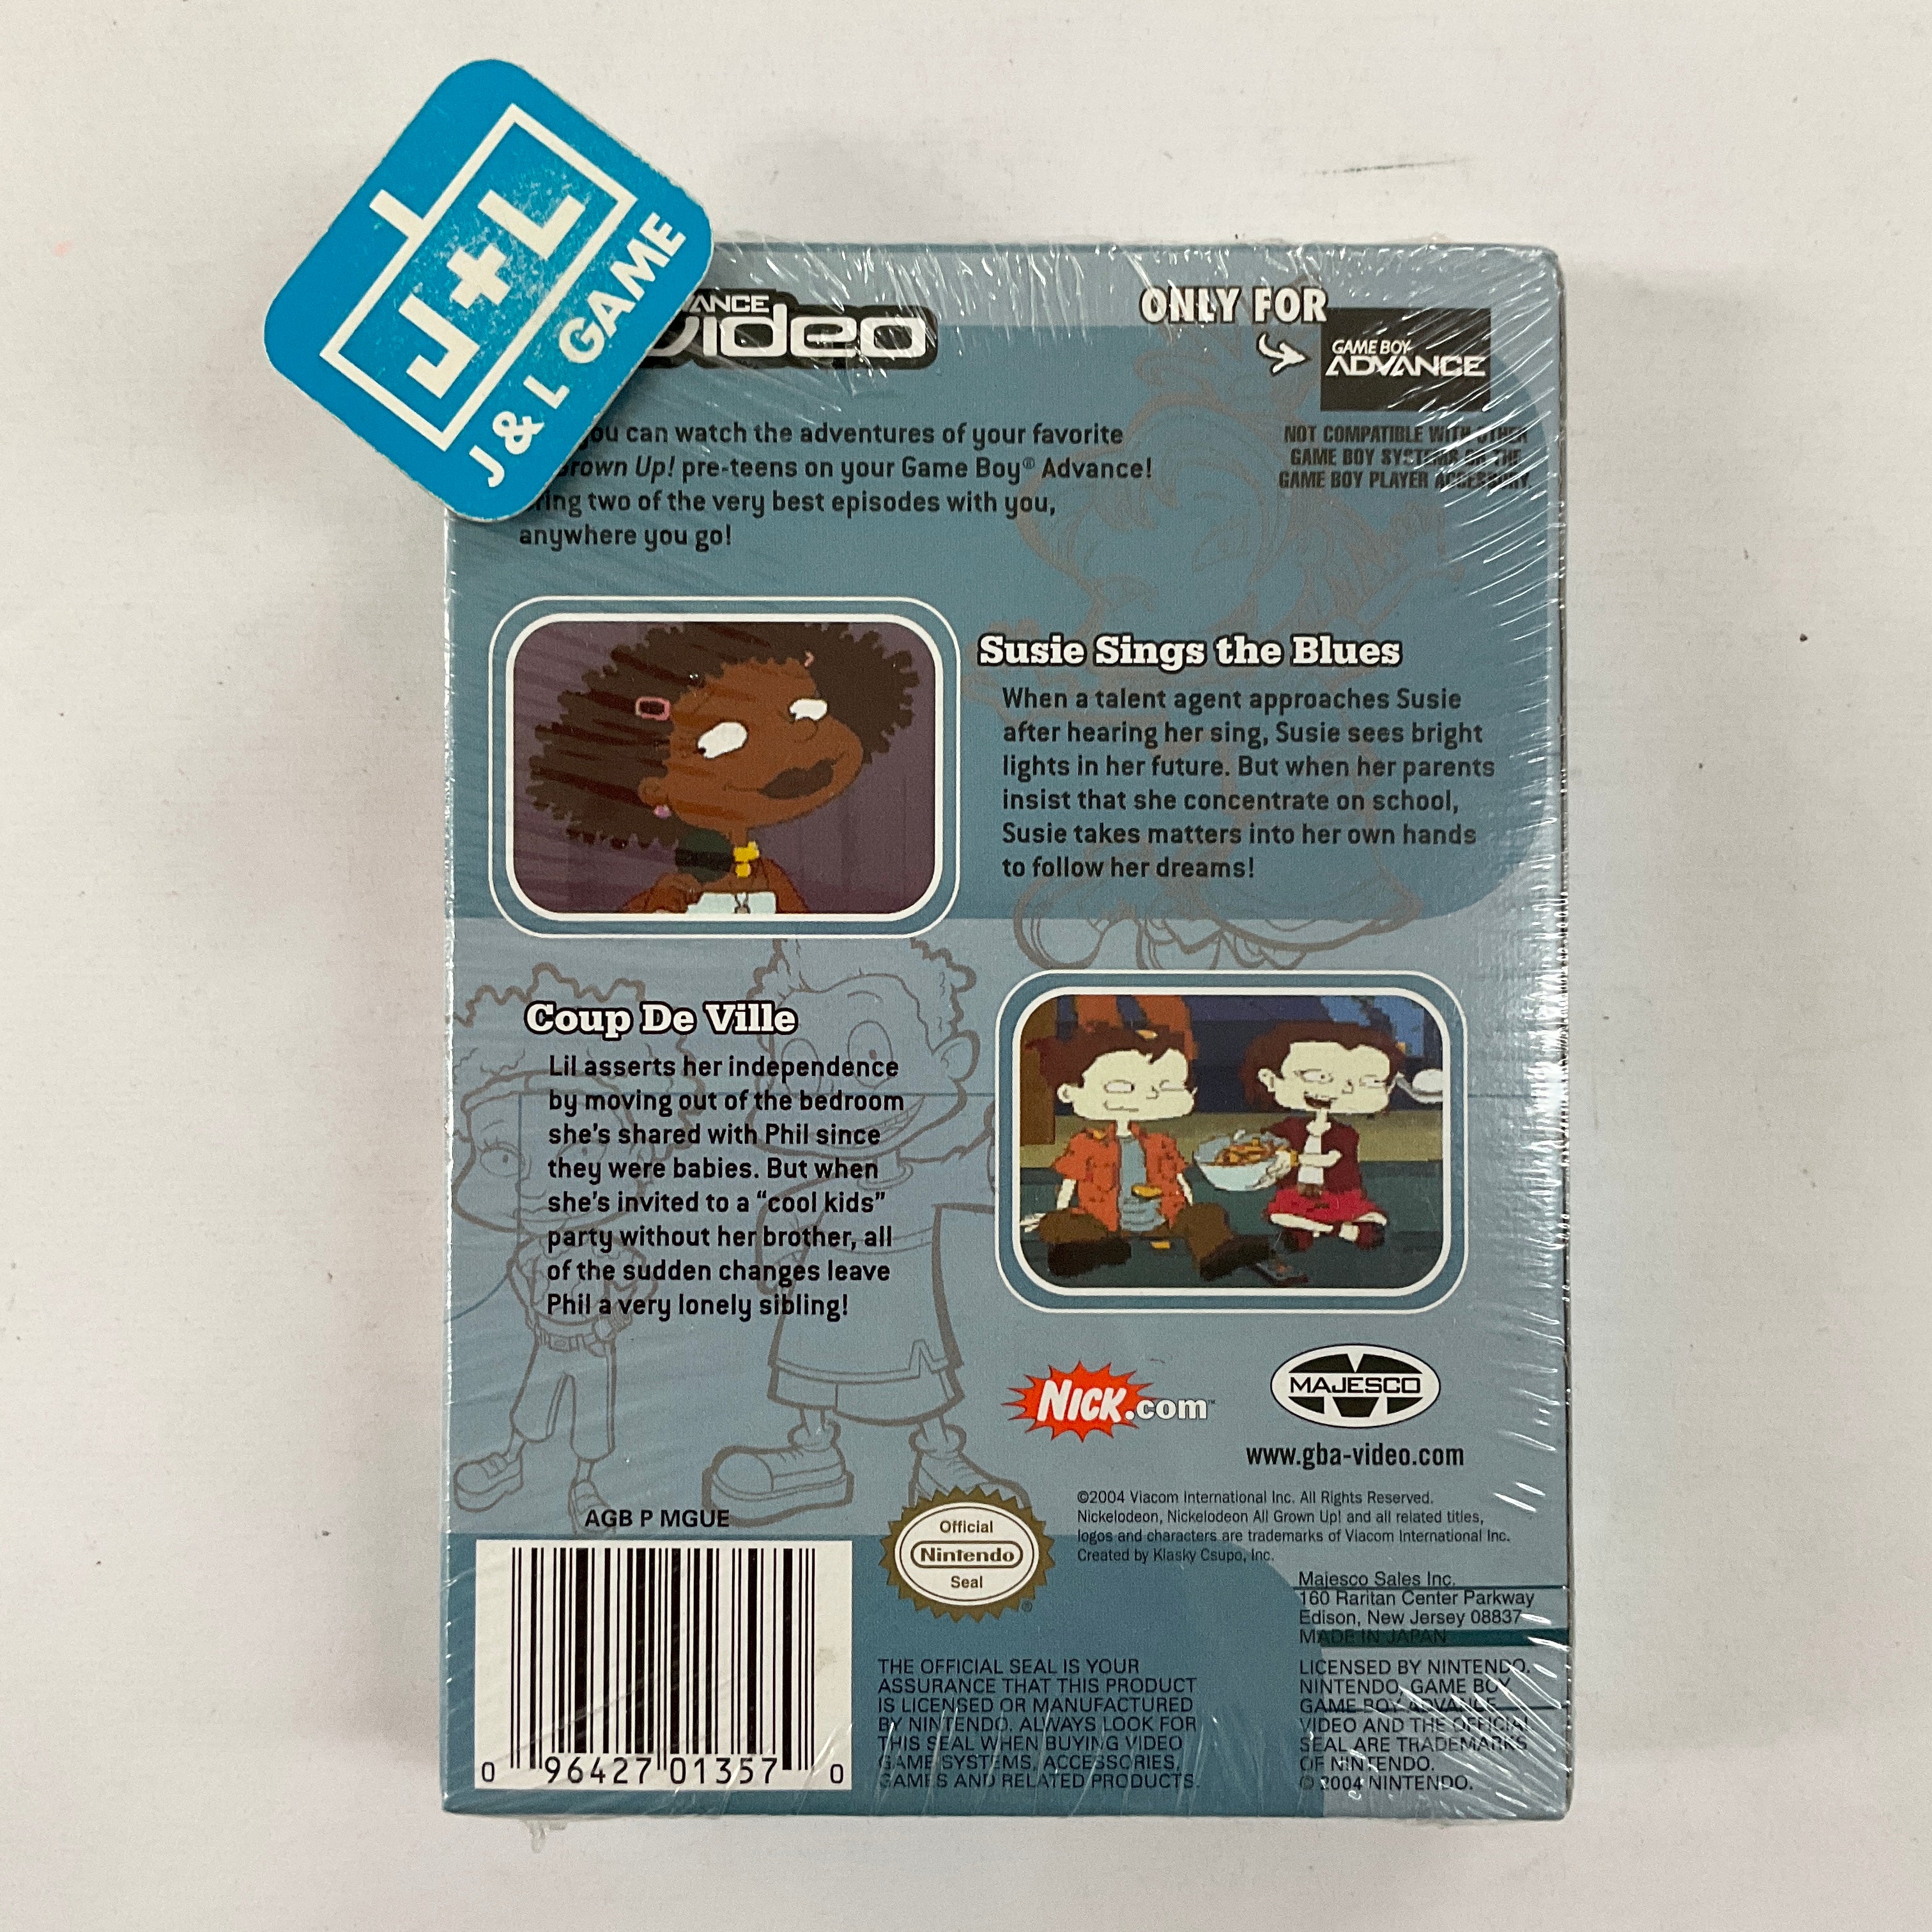 J+L
J & L GAME
video
ONLY FOR
GAME BOY
ADVANCE
NOT COMPATIBLE WITH OTHER
GAME BOY SYSTEMS OR THE
GAME BOY PLAYER ACCESSORY.
can watch the adventures of your favorite
Up! pre-teens on your Game Boy® Advance!
two of the very best episodes with you,
anywhere you go!
Susie Sings the Blues
When a talent agent approaches Susie
after hearing her sing, Susie sees bright
lights in her future. But when her parents
insist that she concentrate on school,
Susie takes matters into her own hands
to follow her dreams!
Coup De Ville
Lil asserts her independence
by moving out of the bedroom
she's shared with Phil since
they were babies. But when
she's invited to a “cool kids”
party without her brother, all
of the sudden changes leave
Phil a very lonely sibling!
NICK.com™
MAJESCO
www.gba-video.com
©2004 Viacom International Inc. All Rights Reserved.
Nickelodeon, Nickelodeon All Grown Up! and all related titles,
logos and characters are trademarks of Viacom International Inc.
Created by Klasky Csupo, Inc.
AGB P MGUE
Official
Nintendo
Seal
®
Majesco Sales Inc.
160 Raritan Center Parkway
Edison, New Jersey 08837
MADE IN JAPAN
THE OFFICIAL SEAL IS YOUR
ASSURANCE THAT THIS PRODUCT
IS LICENSED OR MANUFACTURED
BY NINTENDO. ALWAYS LOOK FOR
THIS SEAL WHEN BUYING VIDEO
GAME SYSTEMS, ACCESSORIES,
GAMES AND RELATED PRODUCTS.
LICENSED BY NINTENDO.
NINTENDO, GAME BOY
GAME BOY ADVANCE
VIDEO AND THE OFFICIAL
SEAL ARE TRADEMARKS
OF NINTENDO.
© 2004 NINTENDO.
0 96427 01357 0